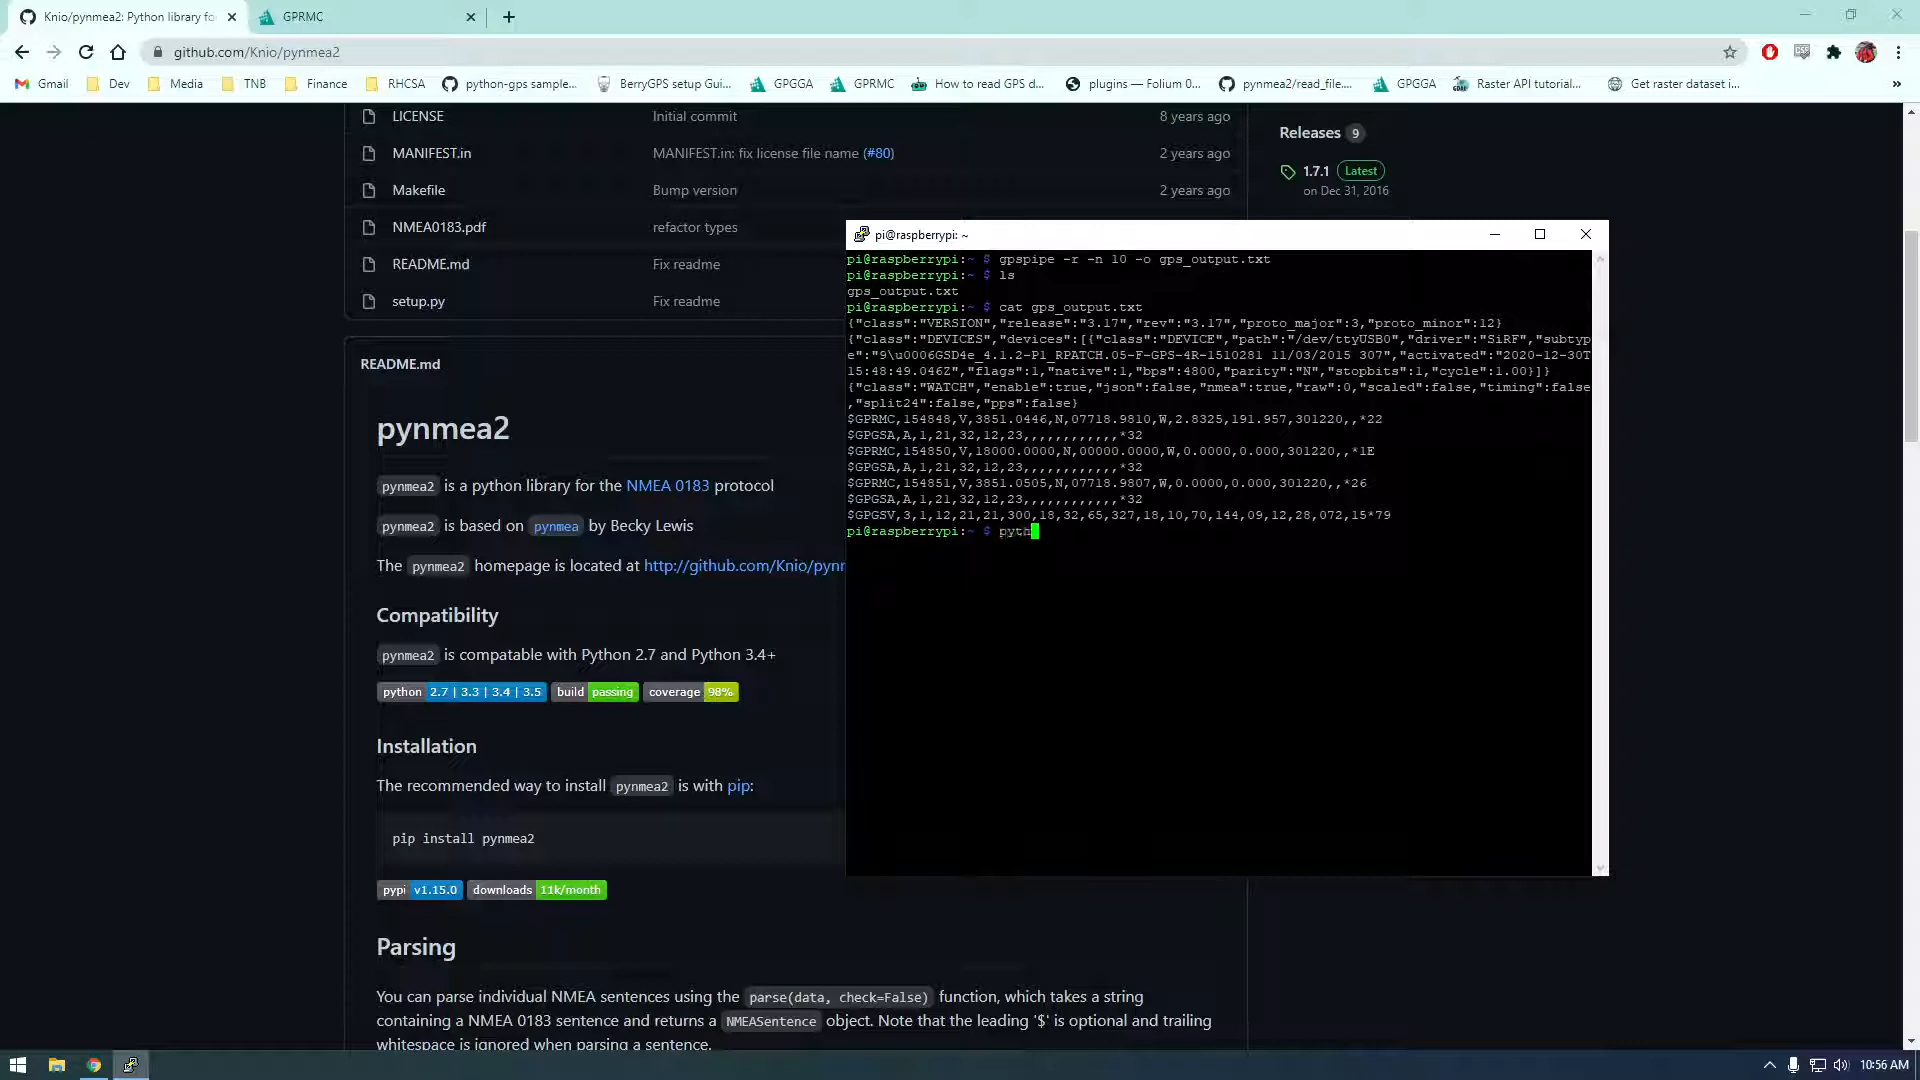 Knio/pynmea2: Python library fo
GPRMC
github.com/Knio/pynmea2
Gmail
Dev
Media
TNB
Finance
RHCSA
python-gps sample...
BerryGPS setup Gui...
GPGGA
GPRMC
How to read GPS d...
plugins — Folium 0...
pynmea2/read_file....
GPGGA
Raster API tutorial...
Get raster dataset i...
»
LICENSE Initial commit 8 years ago
MANIFEST.in MANIFEST.in: fix license file name (#80) 2 years ago
Makefile Bump version 2 years ago
NMEA0183.pdf refactor types
README.md Fix readme
setup.py Fix readme
Releases 9
1.7.1 Latest
on Dec 31, 2016
README.md
pynmea2
pynmea2 is a python library for the NMEA 0183 protocol
pynmea2 is based on pynmea by Becky Lewis
The pynmea2 homepage is located at http://github.com/Knio/pynr
Compatibility
pynmea2 is compatable with Python 2.7 and Python 3.4+
python 2.7 | 3.3 | 3.4 | 3.5 build passing coverage 98%
Installation
The recommended way to install pynmea2 is with pip:
pip install pynmea2
pypi v1.15.0 downloads 11k/month
Parsing
You can parse individual NMEA sentences using the parse(data, check=False) function, which takes a string
containing a NMEA 0183 sentence and returns a NMEASentence object. Note that the leading '$' is optional and trailing
whitespace is ignored when parsing a sentence.
pi@raspberrypi: ~
pi@raspberrypi:~ $ gpspipe -r -n 10 -o gps_output.txt
pi@raspberrypi:~ $ ls
gps_output.txt
pi@raspberrypi:~ $ cat gps_output.txt
{"class":"VERSION","release":"3.17","rev":"3.17","proto_major":3,"proto_minor":12}
{"class":"DEVICES","devices":[{"class":"DEVICE","path":"/dev/ttyUSB0","driver":"SiRF","subtyp
e":"9\u0006GSD4e_4.1.2-P1_RPATCH.05-F-GPS-4R-1510281 11/03/2015 307","activated":"2020-12-30T
15:48:49.046Z","flags":1,"native":1,"bps":4800,"parity":"N","stopbits":1,"cycle":1.00}]}
{"class":"WATCH","enable":true,"json":false,"nmea":true,"raw":0,"scaled":false,"timing":false
,"split24":false,"pps":false}
$GPRMC,154848,V,3851.0446,N,07718.9810,W,2.8325,191.957,301220,,*22
$GPGSA,A,1,21,32,12,23,,,,,,,,,,,,*32
$GPRMC,154850,V,18000.0000,N,00000.0000,W,0.0000,0.000,301220,,*1E
$GPGSA,A,1,21,32,12,23,,,,,,,,,,,,*32
$GPRMC,154851,V,3851.0505,N,07718.9807,W,0.0000,0.000,301220,,*26
$GPGSA,A,1,21,32,12,23,,,,,,,,,,,,*32
$GPGSV,3,1,12,21,21,300,18,32,65,327,18,10,70,144,09,12,28,072,15*79
pi@raspberrypi:~ $ pyth
10:56 AM